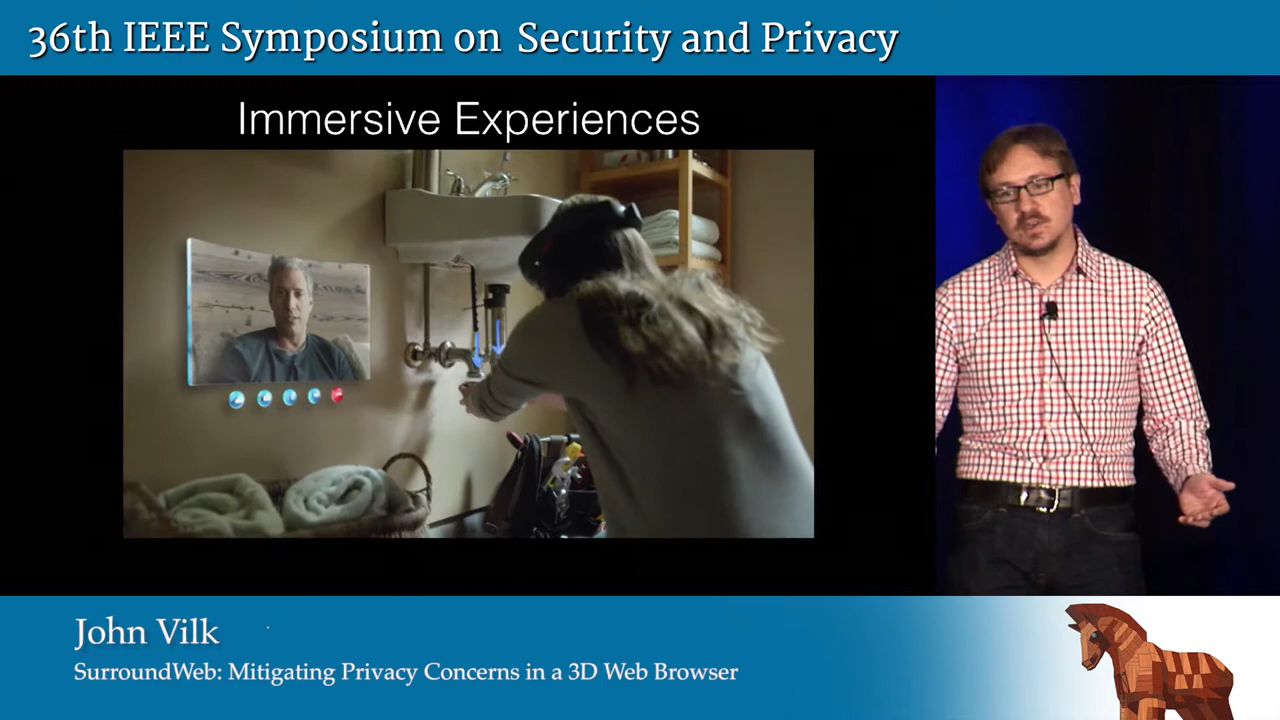 36th IEEE Symposium on Security and Privacy
Immersive Experiences
John Vilk
SurroundWeb: Mitigating Privacy Concerns in a 3D Web Browser